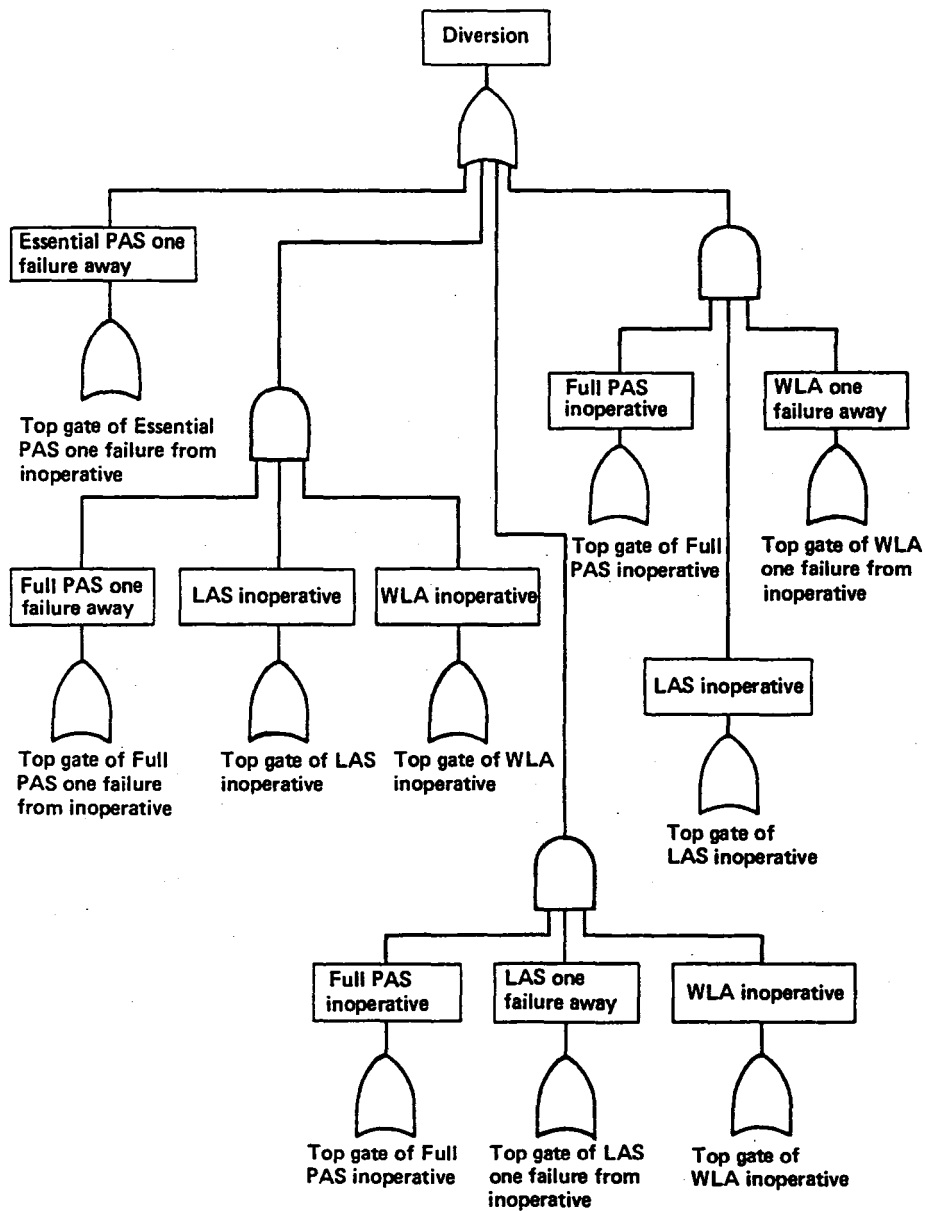 Diversion
Essential PAS one
failure away
Top gate of Essential
PAS one failure from
inoperative
Full PAS
inoperative
WLA one
failure away
Top gate of Full
PAS inoperative
Top gate of WLA
one failure from
inoperative
Full PAS one
failure away
LAS inoperative
WLA inoperative
Top gate of Full
PAS one failure
from inoperative
Top gate of LAS
inoperative
Top gate of WLA
inoperative
LAS inoperative
Top gate of
LAS inoperative
Full PAS
inoperative
LAS one
failure away
WLA inoperative
Top gate of Full
PAS inoperative
Top gate of LAS
one failure from
inoperative
Top gate of
WLA inoperative